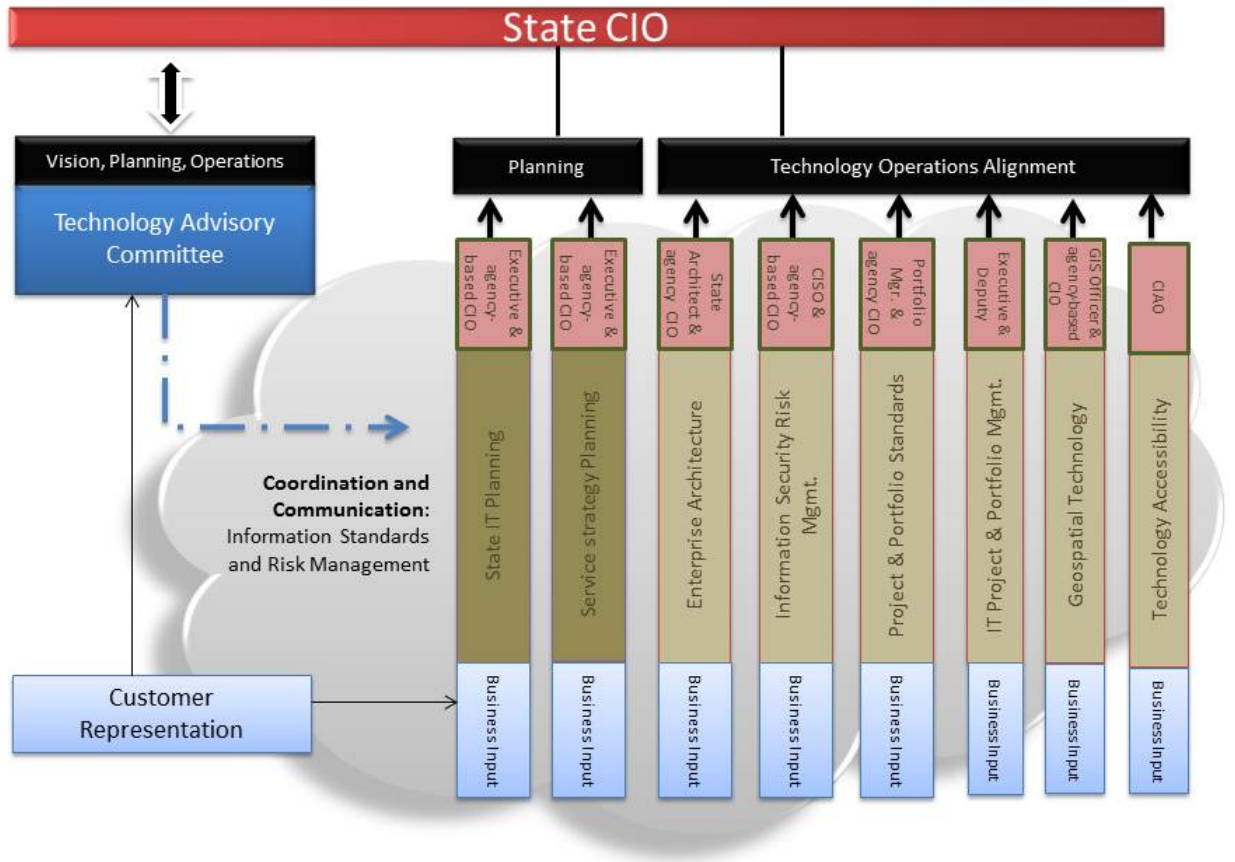 State CIO
Vision, Planning, Operations
Technology Advisory
Committee
Planning
Technology Operations Alignment
Executive &
agency-
based CIO
Executive &
agency-
based CIO
State
Architect &
agency CIO
CISO &
agency-
based CIO
Portfolio
Mgr. &
agency CIO
Executive &
Deputy
GIS Officer &
agency-based
CIO
CIAO
Coordination and
Communication:
Information Standards
and Risk Management
State IT Planning
Service strategy Planning
Enterprise Architecture
Information Security Risk
Mgmt.
Project & Portfolio Standards
IT Project & Portfolio Mgmt.
Geospatial Technology
Technology Accessibility
Customer
Representation
Business Input
Business Input
Business Input
Business Input
Business Input
Business Input
Business Input
Business Input